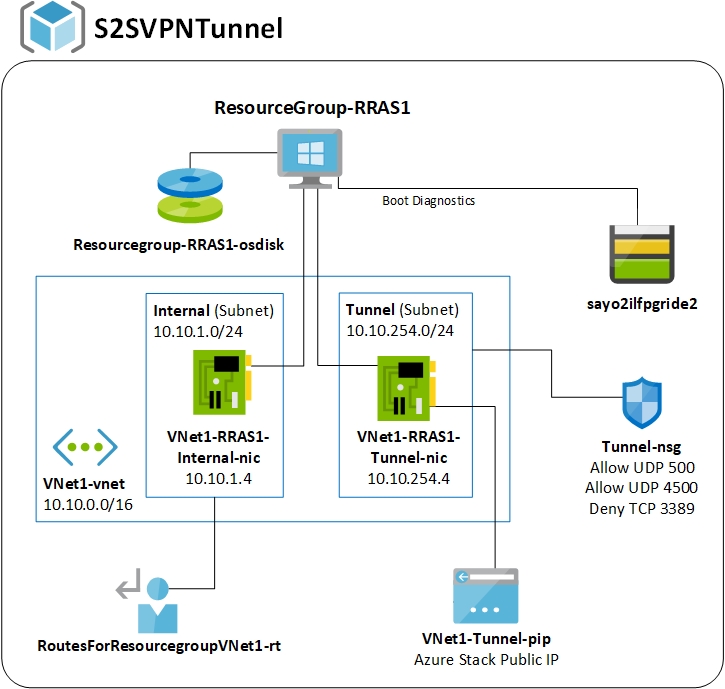 S2SVPNTunnel
ResourceGroup-RRAS1
Boot Diagnostics
Resourcegroup-RRAS1-osdisk
sayo2ilfpgride2
Internal (Subnet)
10.10.1.0/24
VNet1-RRAS1-
Internal-nic
10.10.1.4
Tunnel (Subnet)
10.10.254.0/24
VNet1-RRAS1-
Tunnel-nic
10.10.254.4
VNet1-vnet
10.10.0.0/16
Tunnel-nsg
Allow UDP 500
Allow UDP 4500
Deny TCP 3389
RoutesForResourcegroupVNet1-rt
VNet1-Tunnel-pip
Azure Stack Public IP